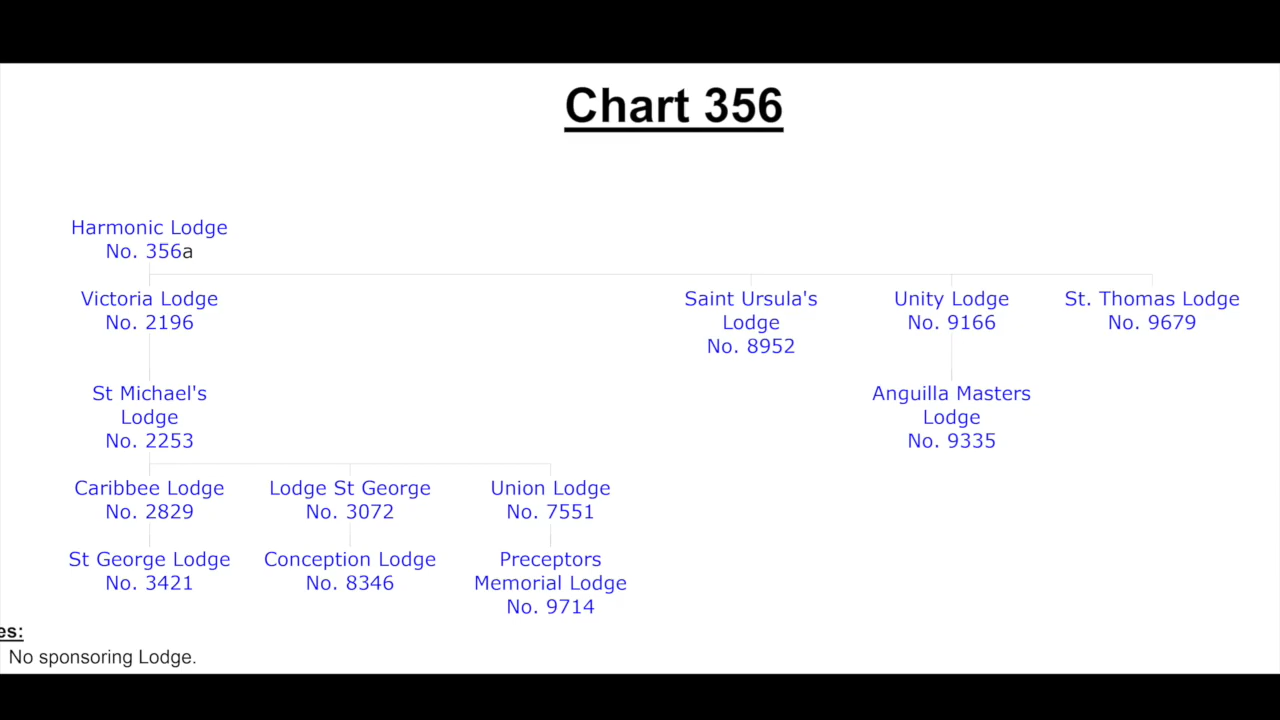 Chart 356
Harmonic Lodge
No. 356a
Victoria Lodge
No. 2196
Saint Ursula's
Lodge
No. 8952
Unity Lodge
No. 9166
St. Thomas Lodge
No. 9679
St Michael's
Lodge
No. 2253
Anguilla Masters
Lodge
No. 9335
Caribbee Lodge
No. 2829
Lodge St George
No. 3072
Union Lodge
No. 7551
St George Lodge
No. 3421
Conception Lodge
No. 8346
Preceptors
Memorial Lodge
No. 9714
es:
No sponsoring Lodge.